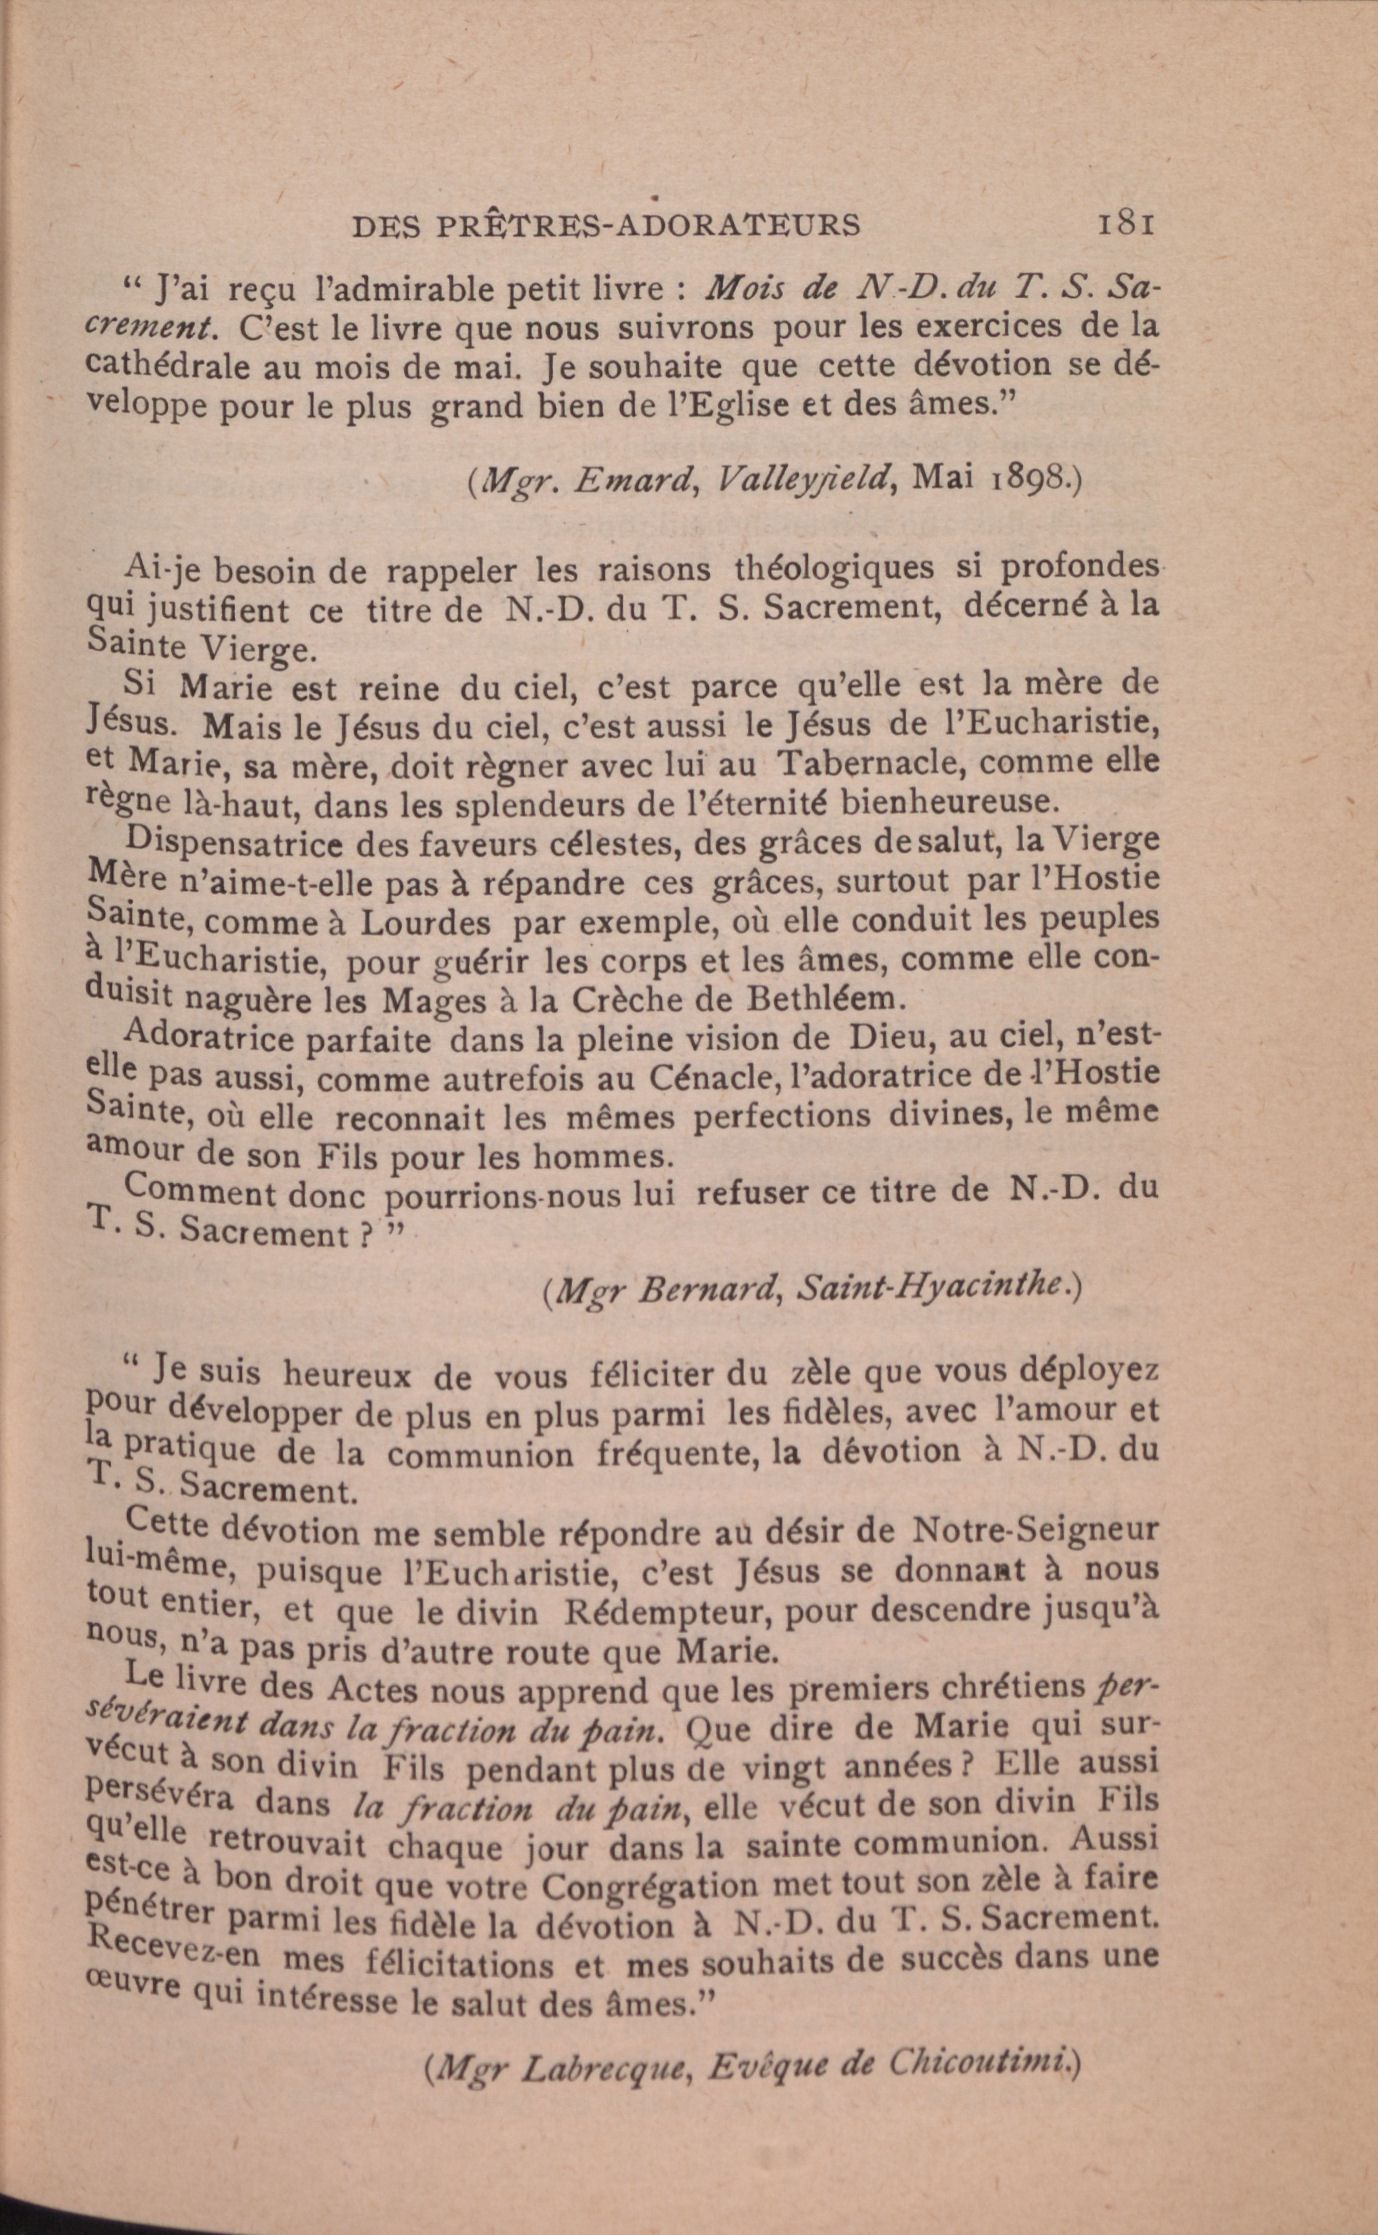 DES PRÊTRES-ADORATEURS 181
“ J'ai reçu l'admirable petit livre : Mois de N.-D. du T. S. Sa-
crement. C'est le livre que nous suivrons pour les exercices de la
cathédrale au mois de mai. Je souhaite que cette dévotion se dé-
veloppe pour le plus grand bien de l'Eglise et des âmes.”
(Mgr. Emard, Valleyfield, Mai 1898.)
Ai-je besoin de rappeler les raisons théologiques si profondes
qui justifient ce titre de N.-D. du T. S. Sacrement, décerné à la
Sainte Vierge.
Si Marie est reine du ciel, c'est parce qu'elle est la mère de
Jésus. Mais le Jésus du ciel, c'est aussi le Jésus de l'Eucharistie,
et Marie, sa mère, doit règner avec lui au Tabernacle, comme elle
règne là-haut, dans les splendeurs de l'éternité bienheureuse.
Dispensatrice des faveurs célestes, des grâces de salut, la Vierge
Mère n'aime-t-elle pas à répandre ces grâces, surtout par l'Hostie
Sainte, comme à Lourdes par exemple, où elle conduit les peuples
à l'Eucharistie, pour guérir les corps et les âmes, comme elle con-
duisit naguère les Mages à la Crèche de Bethléem.
Adoratrice parfaite dans la pleine vision de Dieu, au ciel, n'est-
elle pas aussi, comme autrefois au Cénacle, l'adoratrice de l'Hostie
Sainte, où elle reconnait les mêmes perfections divines, le même
amour de son Fils pour les hommes.
Comment donc pourrions-nous lui refuser ce titre de N.-D. du
T. S. Sacrement ? ”
(Mgr Bernard, Saint-Hyacinthe.)
“ Je suis heureux de vous féliciter du zèle que vous déployez
pour développer de plus en plus parmi les fidèles, avec l'amour et
la pratique de la communion fréquente, la dévotion à N.-D. du
T. S. Sacrement.
Cette dévotion me semble répondre au désir de Notre-Seigneur
lui-même, puisque l'Eucharistie, c'est Jésus se donnant à nous
tout entier, et que le divin Rédempteur, pour descendre jusqu'à
nous, n'a pas pris d'autre route que Marie.
Le livre des Actes nous apprend que les premiers chrétiens per-
sévéraient dans la fraction du pain. Que dire de Marie qui sur-
vécut à son divin Fils pendant plus de vingt années ? Elle aussi
persévéra dans la fraction du pain, elle vécut de son divin Fils
qu'elle retrouvait chaque jour dans la sainte communion. Aussi
est-ce à bon droit que votre Congrégation met tout son zèle à faire
pénétrer parmi les fidèle la dévotion à N.-D. du T. S. Sacrement.
Recevez-en mes félicitations et mes souhaits de succès dans une
œuvre qui intéresse le salut des âmes.”
(Mgr Labrecque, Evêque de Chicoutimi.)